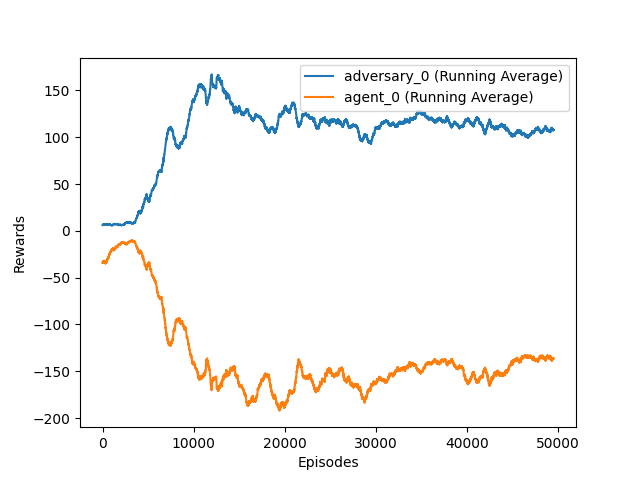 adversary_0 (Running Average)
agent_0 (Running Average)
150
100
50
0
−50
−100
−150
−200
Rewards
0 10000 20000 30000 40000 50000
Episodes